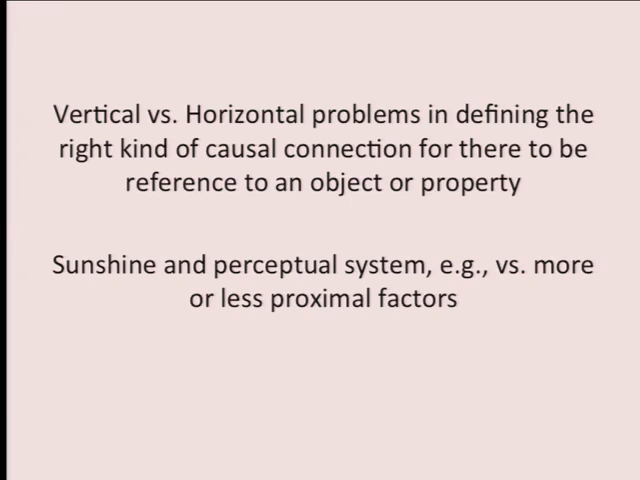 Vertical vs. Horizontal problems in defining the
right kind of causal connection for there to be
reference to an object or property
Sunshine and perceptual system, e.g., vs. more
or less proximal factors